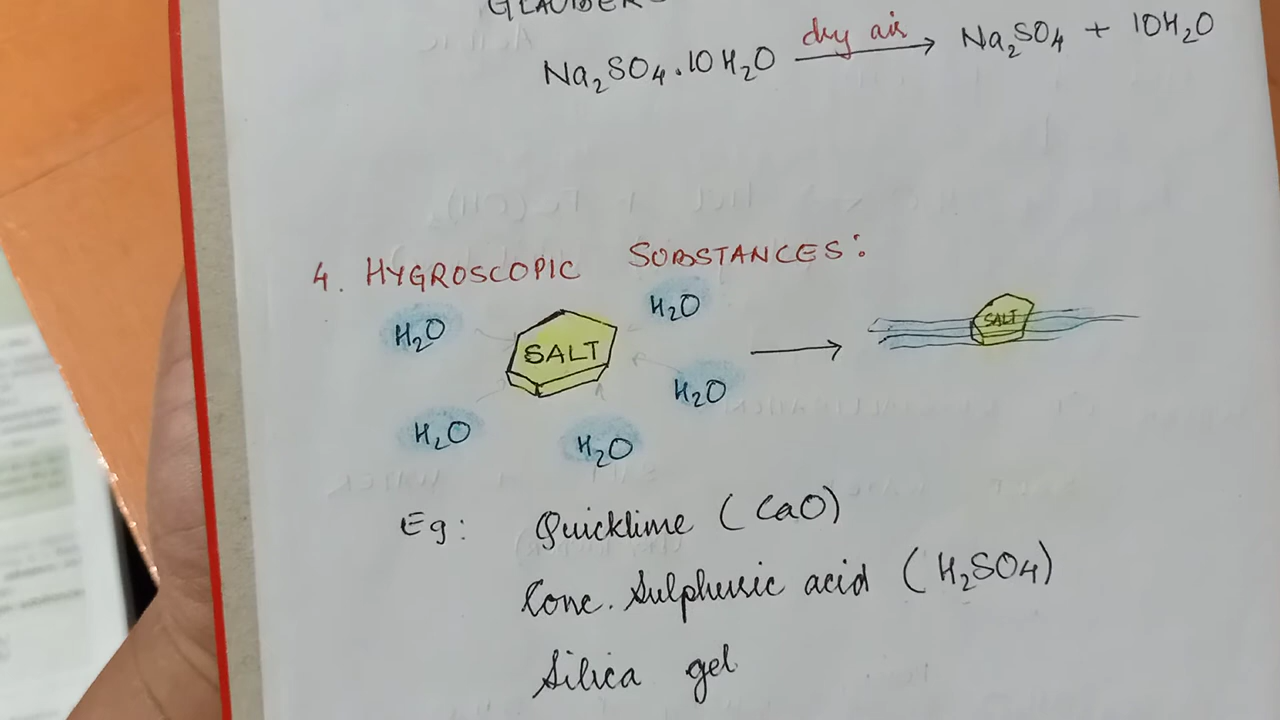 GLAUBER
Na₂SO₄.10H₂O dry air → Na₂SO₄ + 10H₂O
4. HYGROSCOPIC SUBSTANCES:
H₂O H₂O
SALT → SALT
H₂O
H₂O H₂O
Eg: Quicklime (CaO)
Conc. Sulphuric acid (H₂SO₄)
Silica gel